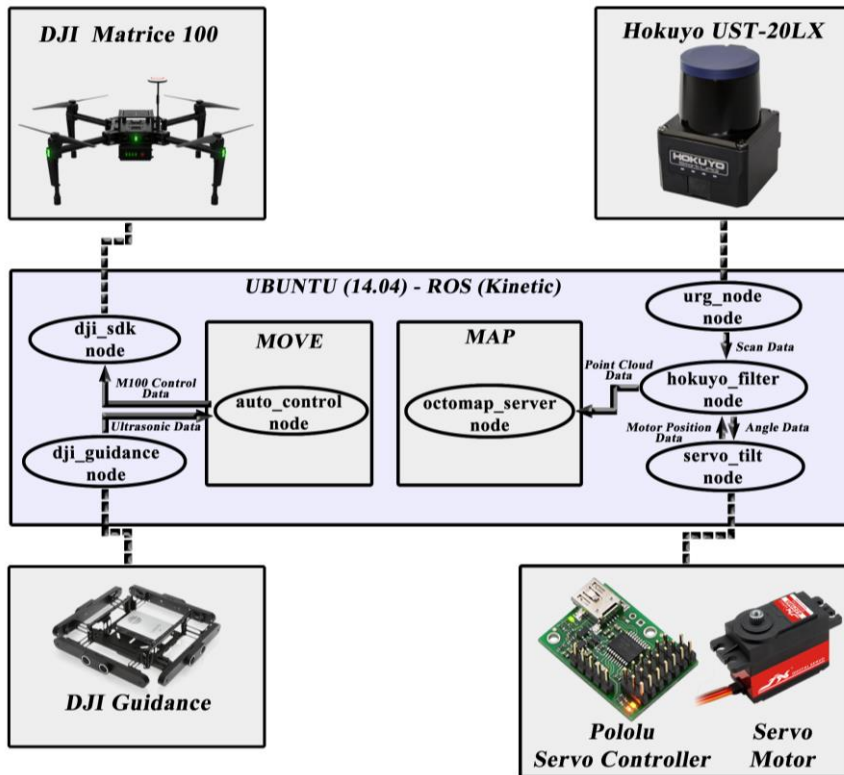 DJI Matrice 100
Hokuyo UST-20LX
HOKUYO
UBUNTU (14.04) - ROS (Kinetic)
dji_sdk
node
MOVE
MAP
urg_node
node
Scan Data
M100 Control
Data
auto_control
node
Ultrasonic Data
dji_guidance
node
octomap_server
node
Point Cloud
Data
hokuyo_filter
node
Motor Position
Data
Angle Data
servo_tilt
node
DJI Guidance
Pololu
Servo Controller
Servo
Motor